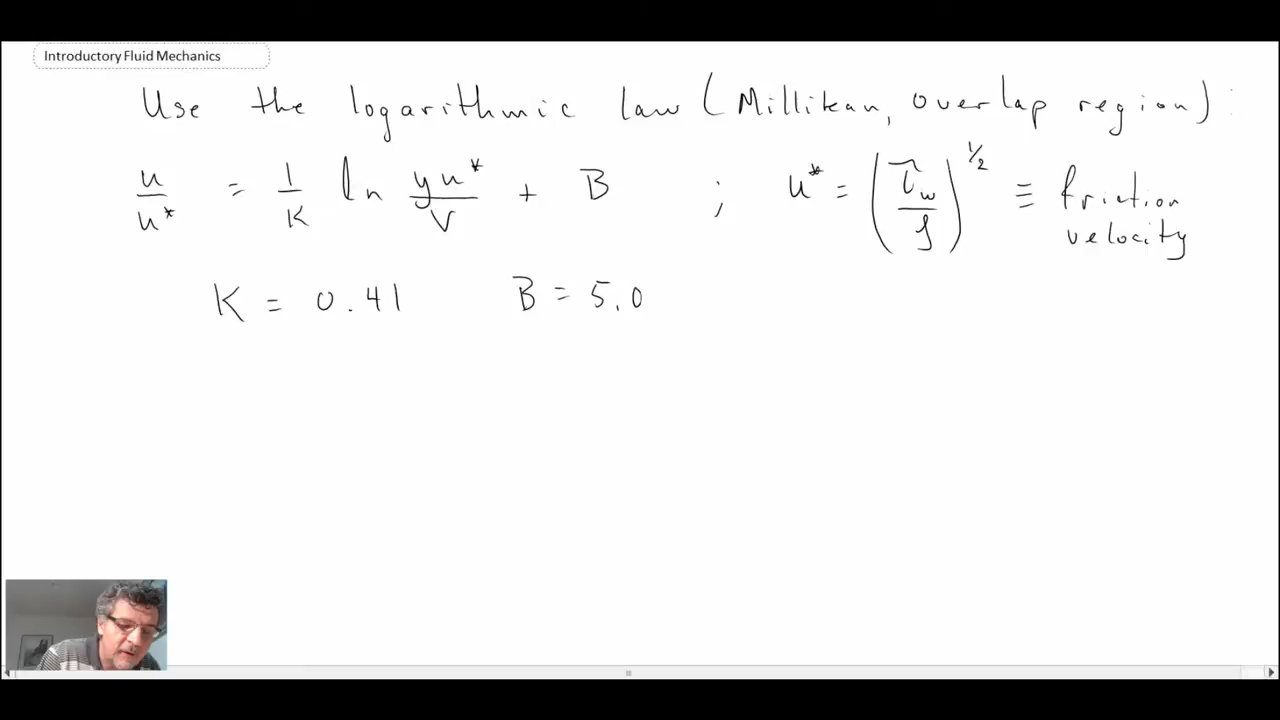 Introductory Fluid Mechanics
Use the logarithmic law (Millikan, overlap region):
u/u* = 1/K ln yu*/ν + B ; u* = (τw/ρ)^1/2 ≡ friction velocity
K = 0.41 B = 5.0